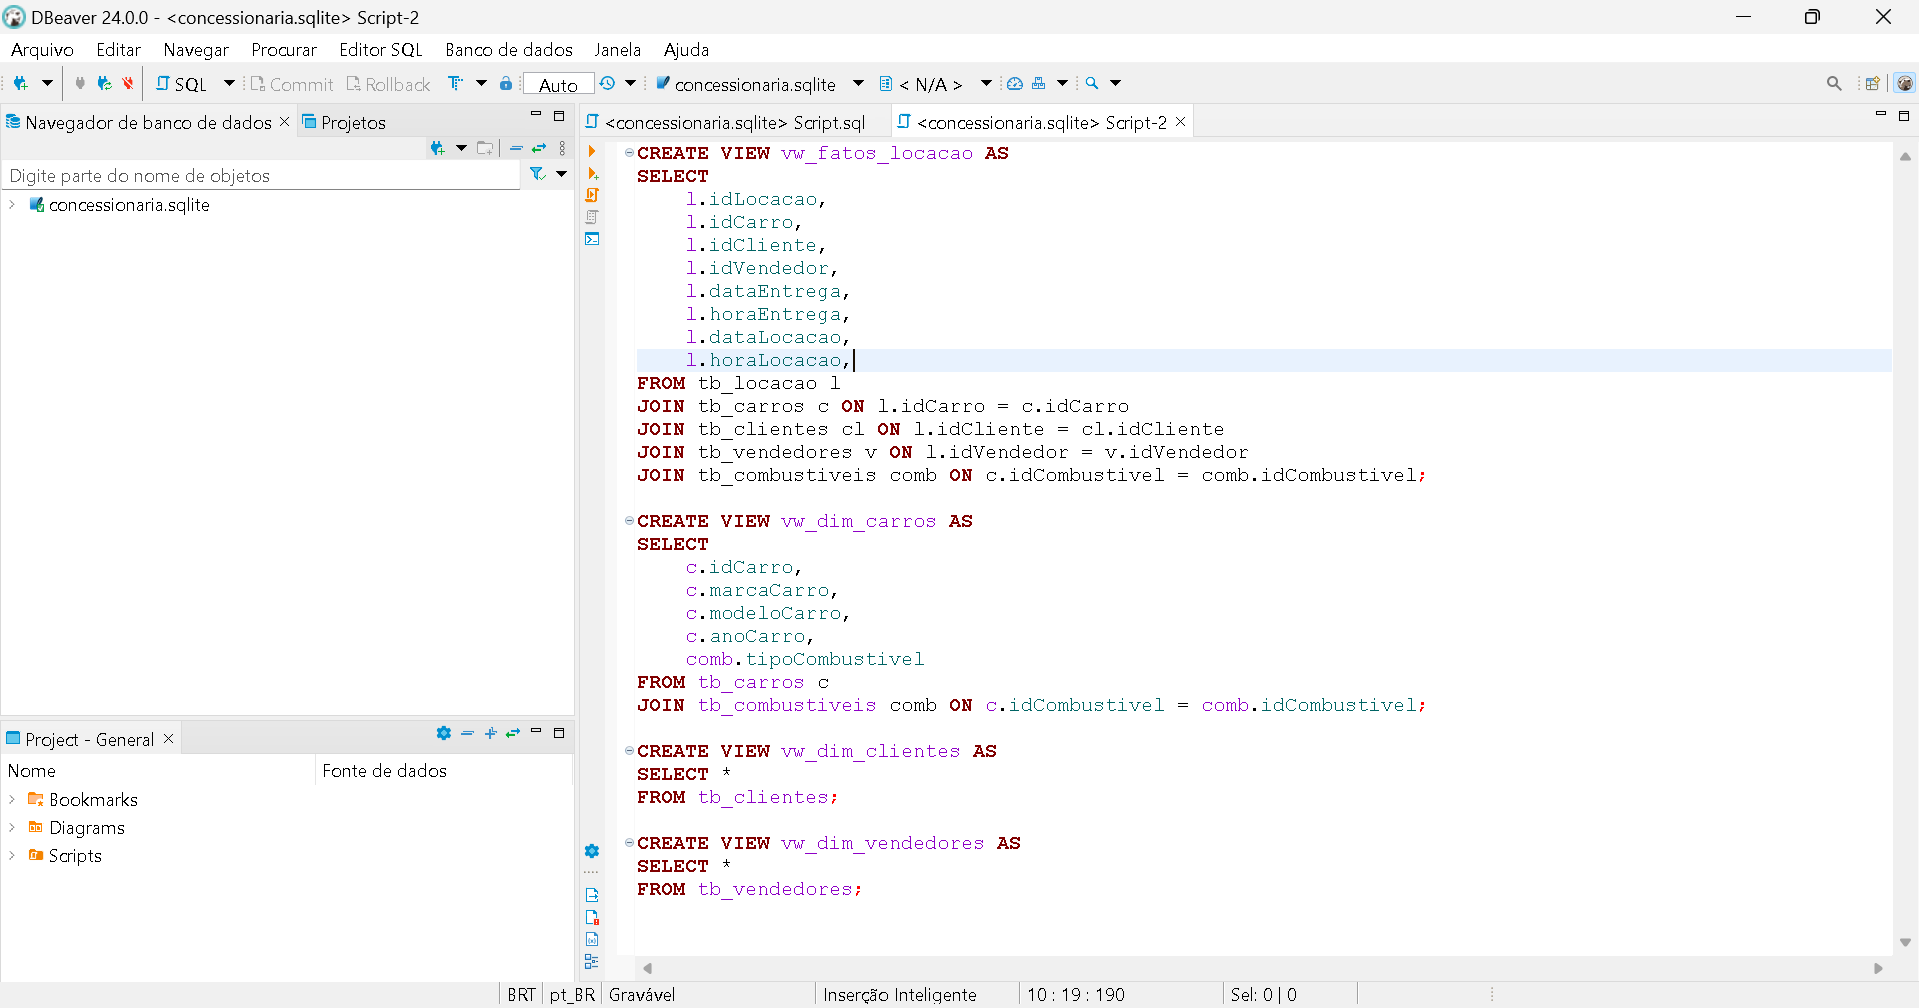 DBeaver 24.0.0 - <concessionaria.sqlite> Script-2
Arquivo Editar Navegar Procurar Editor SQL Banco de dados Janela Ajuda
SQL Commit Rollback Auto concessionaria.sqlite < N/A >
Navegador de banco de dados Projetos
Digite parte do nome de objetos
concessionaria.sqlite
Project - General
Nome Fonte de dados
Bookmarks
Diagrams
Scripts
<concessionaria.sqlite> Script.sql <concessionaria.sqlite> Script-2
CREATE VIEW vw_fatos_locacao AS
SELECT
l.idLocacao,
l.idCarro,
l.idCliente,
l.idVendedor,
l.dataEntrega,
l.horaEntrega,
l.dataLocacao,
l.horaLocacao,
FROM tb_locacao l
JOIN tb_carros c ON l.idCarro = c.idCarro
JOIN tb_clientes cl ON l.idCliente = cl.idCliente
JOIN tb_vendedores v ON l.idVendedor = v.idVendedor
JOIN tb_combustiveis comb ON c.idCombustivel = comb.idCombustivel;
CREATE VIEW vw_dim_carros AS
SELECT
c.idCarro,
c.marcaCarro,
c.modeloCarro,
c.anoCarro,
comb.tipoCombustivel
FROM tb_carros c
JOIN tb_combustiveis comb ON c.idCombustivel = comb.idCombustivel;
CREATE VIEW vw_dim_clientes AS
SELECT *
FROM tb_clientes;
CREATE VIEW vw_dim_vendedores AS
SELECT *
FROM tb_vendedores;
BRT pt_BR Gravável Inserção Inteligente 10 : 19 : 190 Sel: 0 | 0